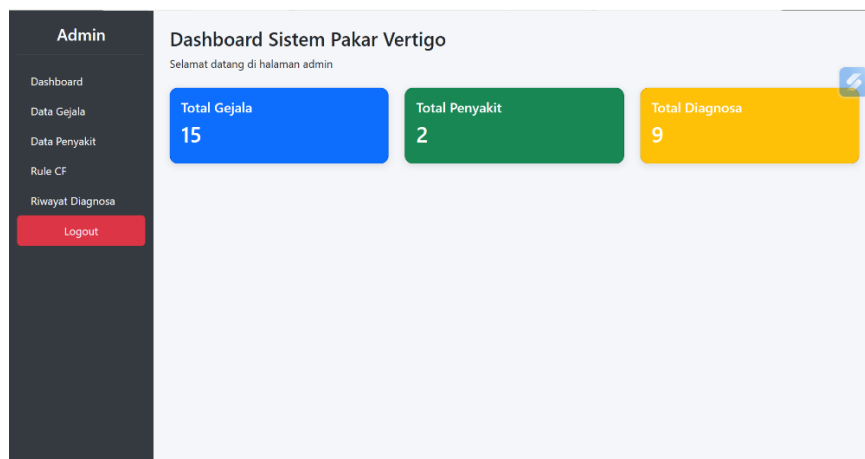 Admin
Dashboard
Data Gejala
Data Penyakit
Rule CF
Riwayat Diagnosa
Logout
Dashboard Sistem Pakar Vertigo
Selamat datang di halaman admin
Total Gejala
15
Total Penyakit
2
Total Diagnosa
9